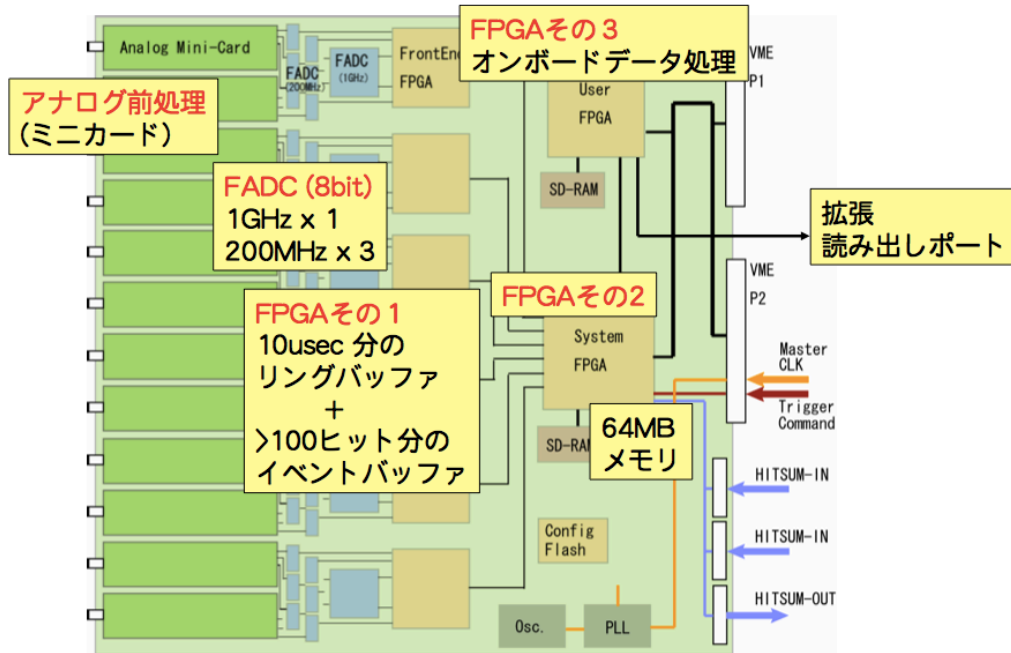 Analog Mini-Card
FADC
(200MHz)
FADC
(1GHz)
FrontEnd
FPGA
FPGAその3
オンボードデータ処理
User
FPGA
SD-RAM
VME
P1
アナログ前処理
(ミニカード)
FADC (8bit)
1GHz x 1
200MHz x 3
拡張
読み出しポート
FPGAその1
10usec 分の
リングバッファ
+
>100ヒット分の
イベントバッファ
FPGAその2
System
FPGA
SD-RAM
64MB
メモリ
VME
P2
Master
CLK
Trigger
Command
HITSUM-IN
HITSUM-IN
HITSUM-OUT
Config
Flash
Osc.
PLL